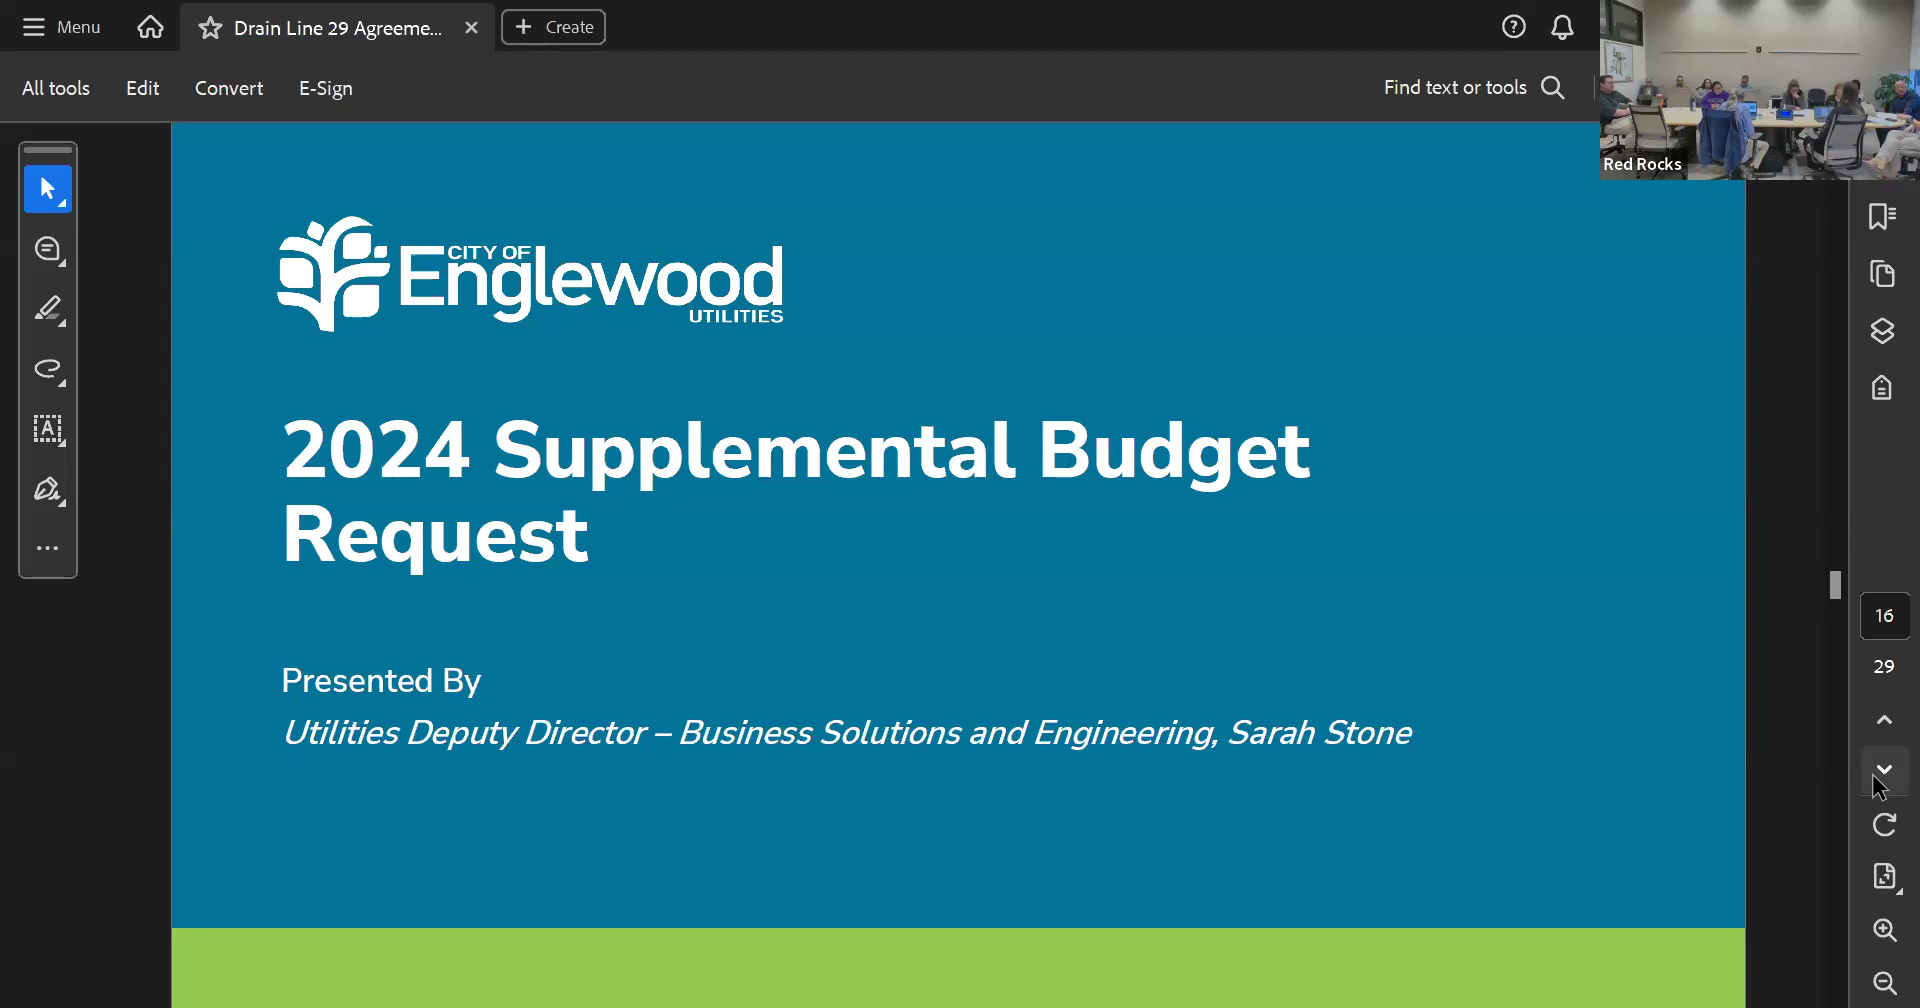 Menu
Drain Line 29 Agreeme...
Create
All tools
Edit
Convert
E-Sign
Find text or tools
Red Rocks
CITY OF
Englewood
UTILITIES
2024 Supplemental Budget
Request
Presented By
Utilities Deputy Director – Business Solutions and Engineering, Sarah Stone
16
29